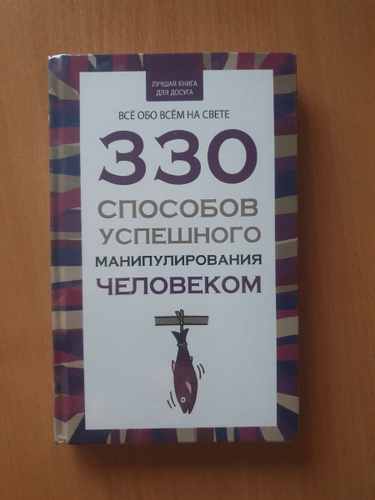 ЛУЧШАЯ КНИГА
ДЛЯ ДОСУГА
ВСЁ ОБО ВСЁМ НА СВЕТЕ
330
СПОСОБОВ
УСПЕШНОГО
МАНИПУЛИРОВАНИЯ
ЧЕЛОВЕКОМ